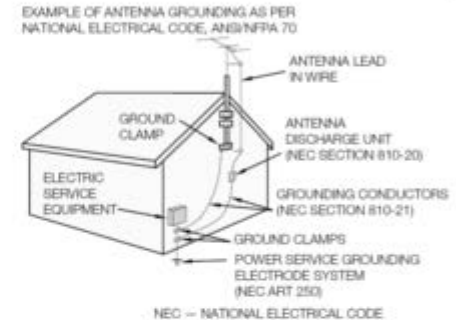 EXAMPLE OF ANTENNA GROUNDING AS PER
NATIONAL ELECTRICAL CODE, ANSI/NFPA 70
ANTENNA LEAD
IN WIRE
GROUND
CLAMP
ANTENNA
DISCHARGE UNIT
(NEC SECTION 810-20)
ELECTRIC
SERVICE
EQUIPMENT
GROUNDING CONDUCTORS
(NEC SECTION 810-21)
GROUND CLAMPS
POWER SERVICE GROUNDING
ELECTRODE SYSTEM
(NEC ART 250)
NEC — NATIONAL ELECTRICAL CODE